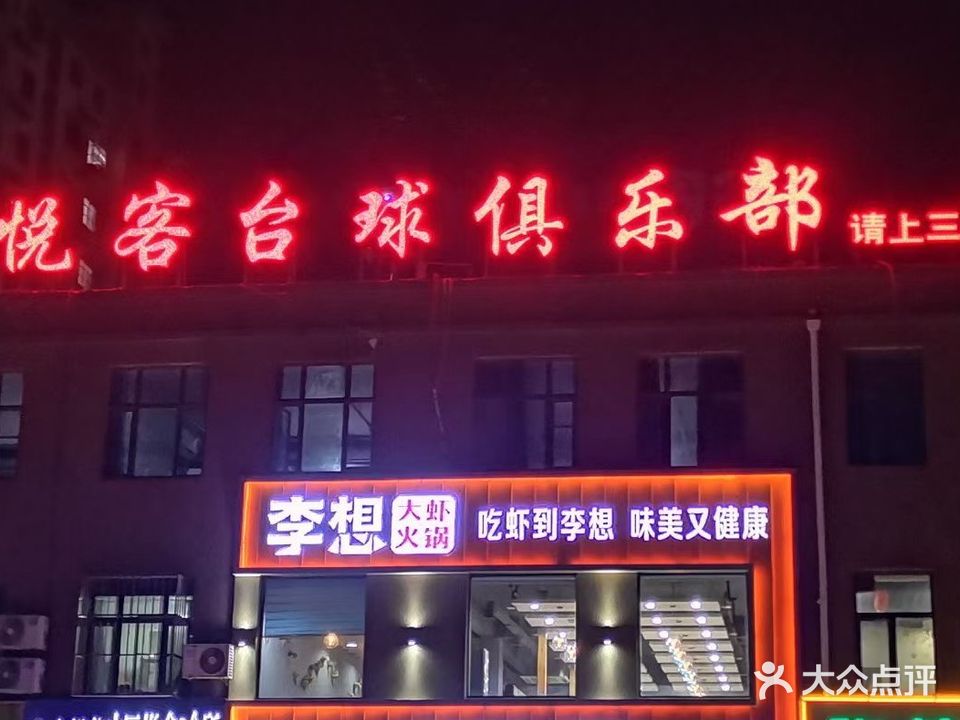 悦客台球俱乐部 请上三
李想 大虾火锅 吃虾到李想 味美又健康
大众点评